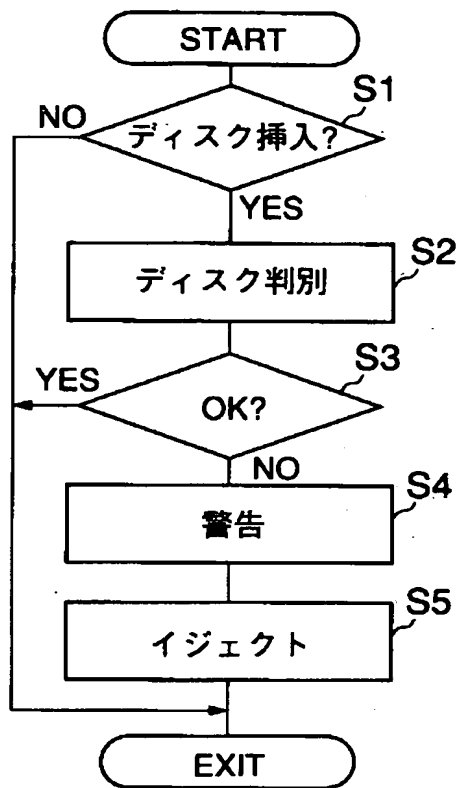 START
S1
NO
ディスク挿入?
YES
S2
ディスク判別
S3
YES
OK?
NO
S4
警告
S5
イジェクト
EXIT